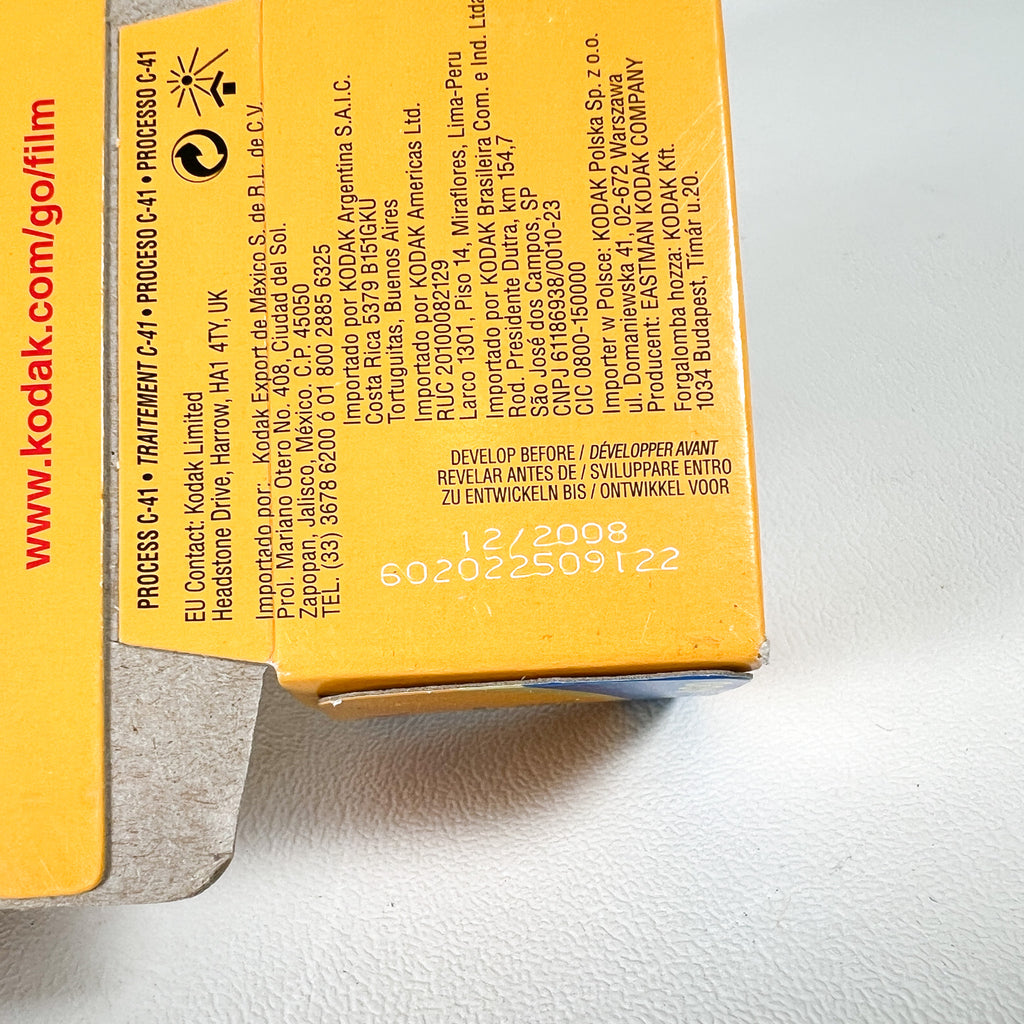 www.kodak.com/go/film
PROCESS C-41 • TRAITEMENT C-41 • PROCESO C-41 • PROCESSO C-41
EU Contact: Kodak Limited
Headstone Drive, Harrow, HA1 4TY, UK
Importado por: Kodak Export de México S. de R.L. de C.V.
Prol. Mariano Otero No. 408, Ciudad del Sol.
Zapopan, Jalisco, México. C.P. 45050
TEL. (33) 3678 6200 ó 01 800 2885 6325
Importado por KODAK Argentina S.A.I.C.
Costa Rica 5379 B151GKU
Tortuguitas, Buenos Aires
Importado por KODAK Americas Ltd.
RUC 20100082129
Larco 1301, Piso 14, Miraflores, Lima-Peru
Importado por KODAK Brasileira Com. e Ind. Ltda
Rod. Presidente Dutra, km 154,7
São José dos Campos, SP
CNPJ 61186938/0010-23
CIC 0800-150000
Importer w Polsce: KODAK Polska Sp. z o.o.
ul. Domaniewska 41, 02-672 Warszawa
Producent: EASTMAN KODAK COMPANY
Forgalomba hozza: KODAK Kft.
1034 Budapest, Tímár u.20.
DEVELOP BEFORE / DÉVELOPPER AVANT
REVELAR ANTES DE / SVILUPPARE ENTRO
ZU ENTWICKELN BIS / ONTWIKKEL VOOR
12/2008
602022509122